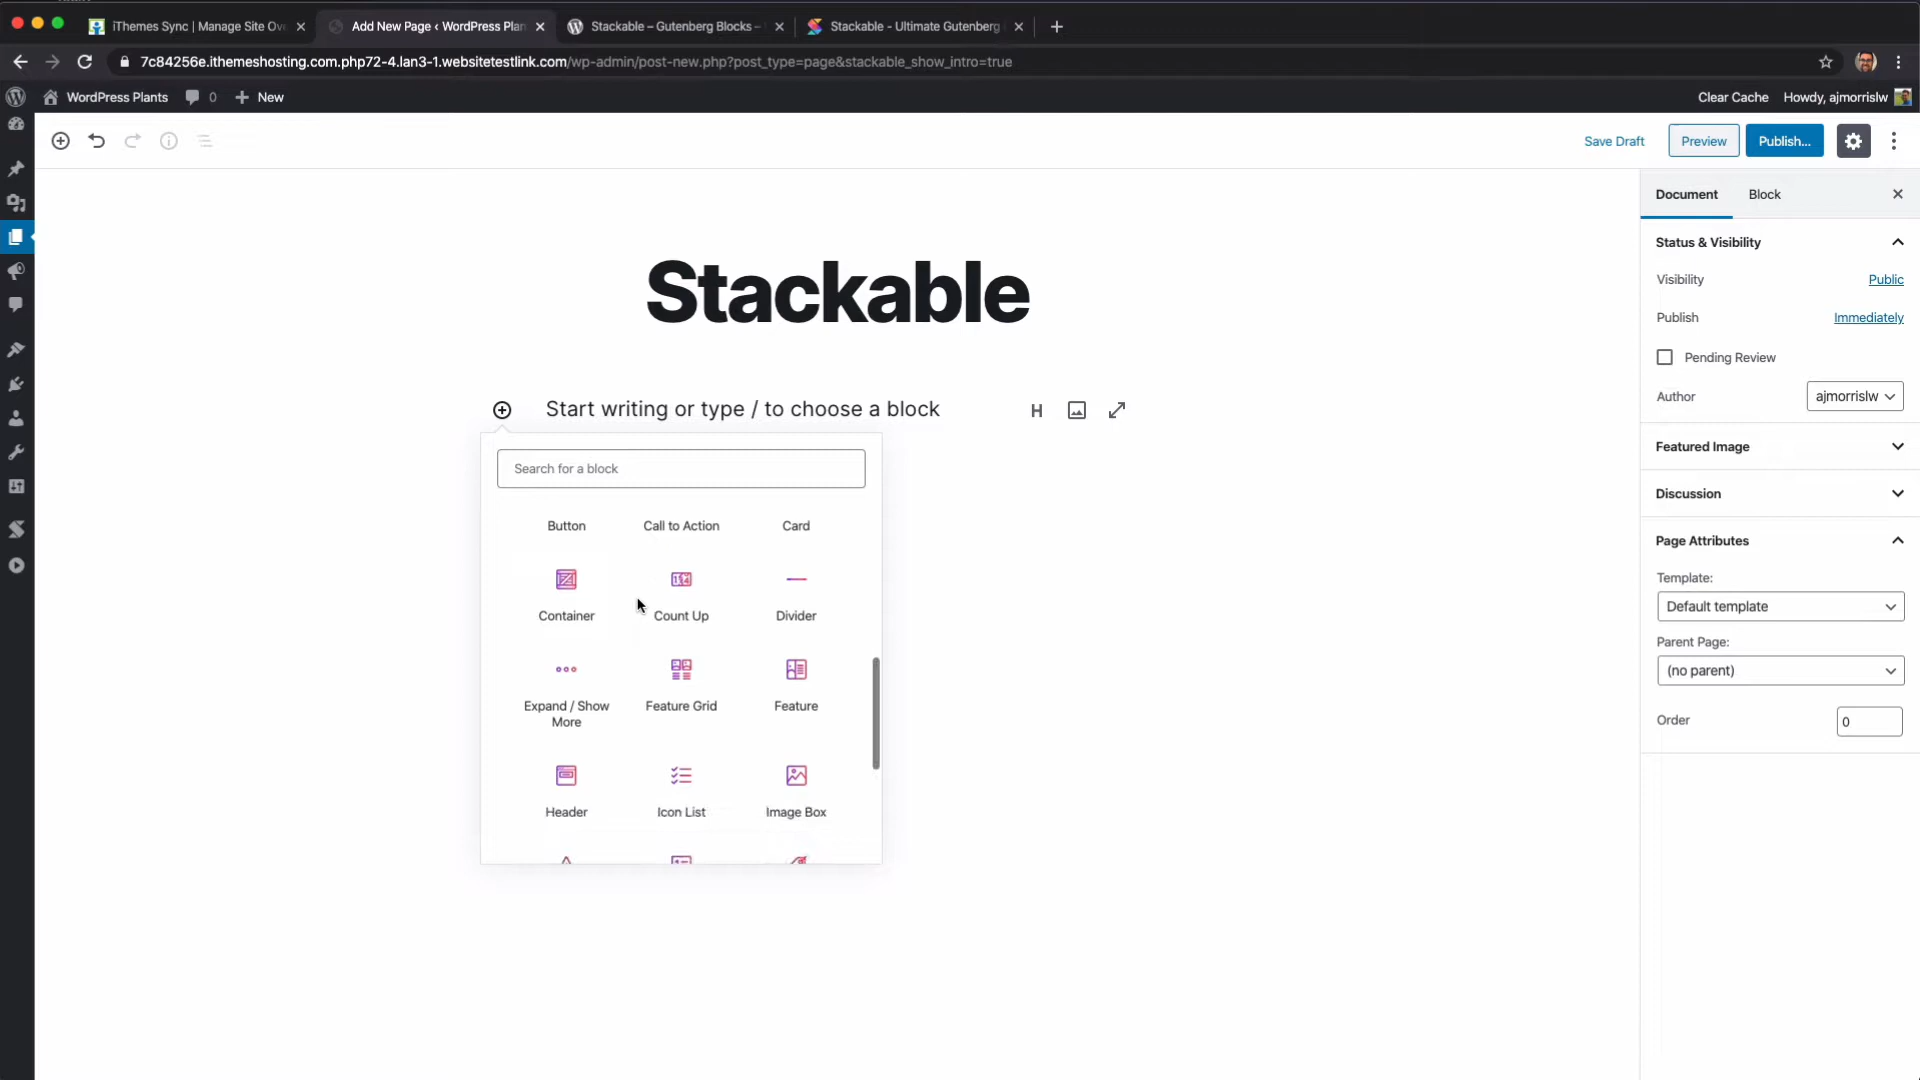 iThemes Sync | Manage Site Ov
Add New Page ‹ WordPress Plan
Stackable – Gutenberg Blocks –
Stackable - Ultimate Gutenberg
7c84256e.ithemeshosting.com.php72-4.lan3-1.websitetestlink.com/wp-admin/post-new.php?post_type=page&stackable_show_intro=true
WordPress Plants
0
New
Clear Cache
Howdy, ajmorrislw
Save Draft
Preview
Publish...
Document
Block
Status & Visibility
Visibility
Public
Publish
Immediately
Pending Review
Author
ajmorrislw
Featured Image
Discussion
Page Attributes
Template:
Default template
Parent Page:
(no parent)
Order
0
Stackable
Start writing or type / to choose a block
H
Search for a block
Button
Call to Action
Card
Container
Count Up
Divider
Expand / Show
More
Feature Grid
Feature
Header
Icon List
Image Box